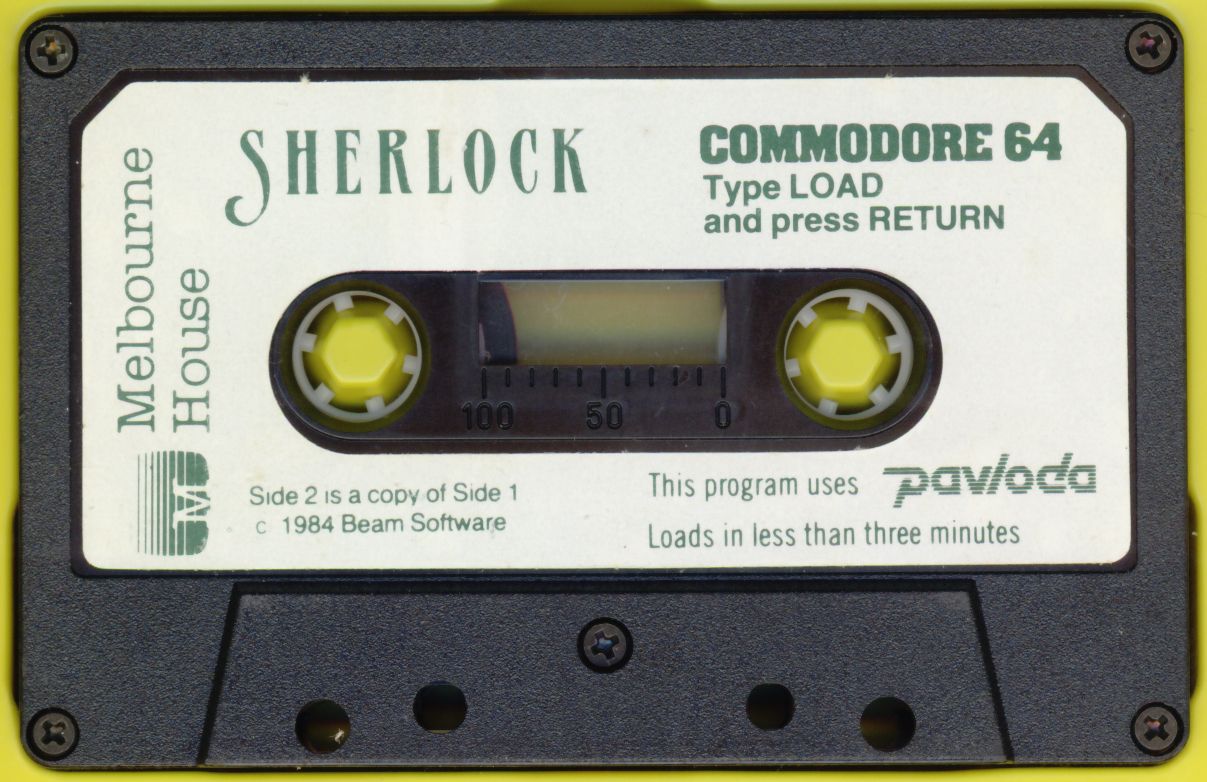 SHERLOCK
COMMODORE 64
Type LOAD
and press RETURN
Melbourne
House
100 50 0
Side 2 is a copy of Side 1
c 1984 Beam Software
This program uses pavloda
Loads in less than three minutes